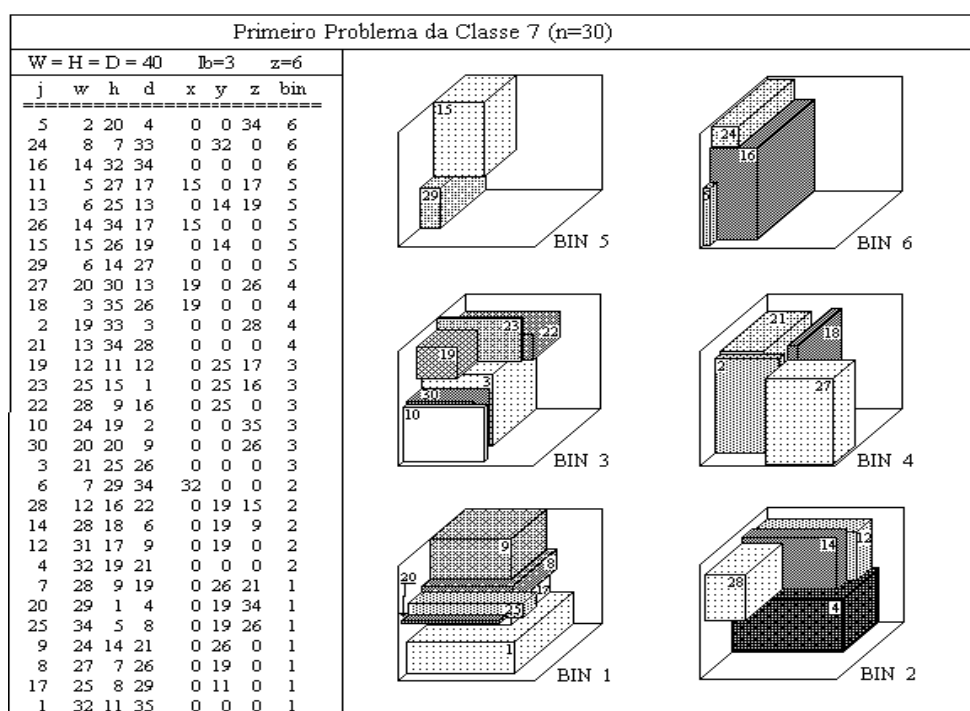 Primeiro Problema da Classe 7 (n=30)
W = H = D = 40 lb=3 z=6
j w h d x y z bin
==============================
5 2 20 4 0 0 34 6
24 8 7 33 0 32 0 6
16 14 32 34 0 0 0 6
11 5 27 17 15 0 17 5
13 6 25 13 0 14 19 5
26 14 34 17 15 0 0 5
15 15 26 19 0 14 0 5
29 6 14 27 0 0 0 5
27 20 30 13 19 0 26 4
18 3 35 26 19 0 0 4
2 19 33 3 0 0 28 4
21 13 34 28 0 0 0 4
19 12 11 12 0 25 17 3
23 25 15 1 0 25 16 3
22 28 9 16 0 25 0 3
10 24 19 2 0 0 35 3
30 20 20 9 0 0 26 3
3 21 25 26 0 0 0 3
6 7 29 34 32 0 0 2
28 12 16 22 0 19 15 2
14 28 18 6 0 19 9 2
12 31 17 9 0 19 0 2
4 32 19 21 0 0 0 2
7 28 9 19 0 26 21 1
20 29 1 4 0 19 34 1
25 34 5 8 0 19 26 1
9 24 14 21 0 26 0 1
8 27 7 26 0 19 0 1
17 25 8 29 0 11 0 1
1 32 11 35 0 0 0 1
15
29
BIN 5
24
16
5
BIN 6
23
22
19
3
30
10
BIN 3
21
18
2
27
BIN 4
9
8
20
17
25
1
BIN 1
14
12
28
4
BIN 2